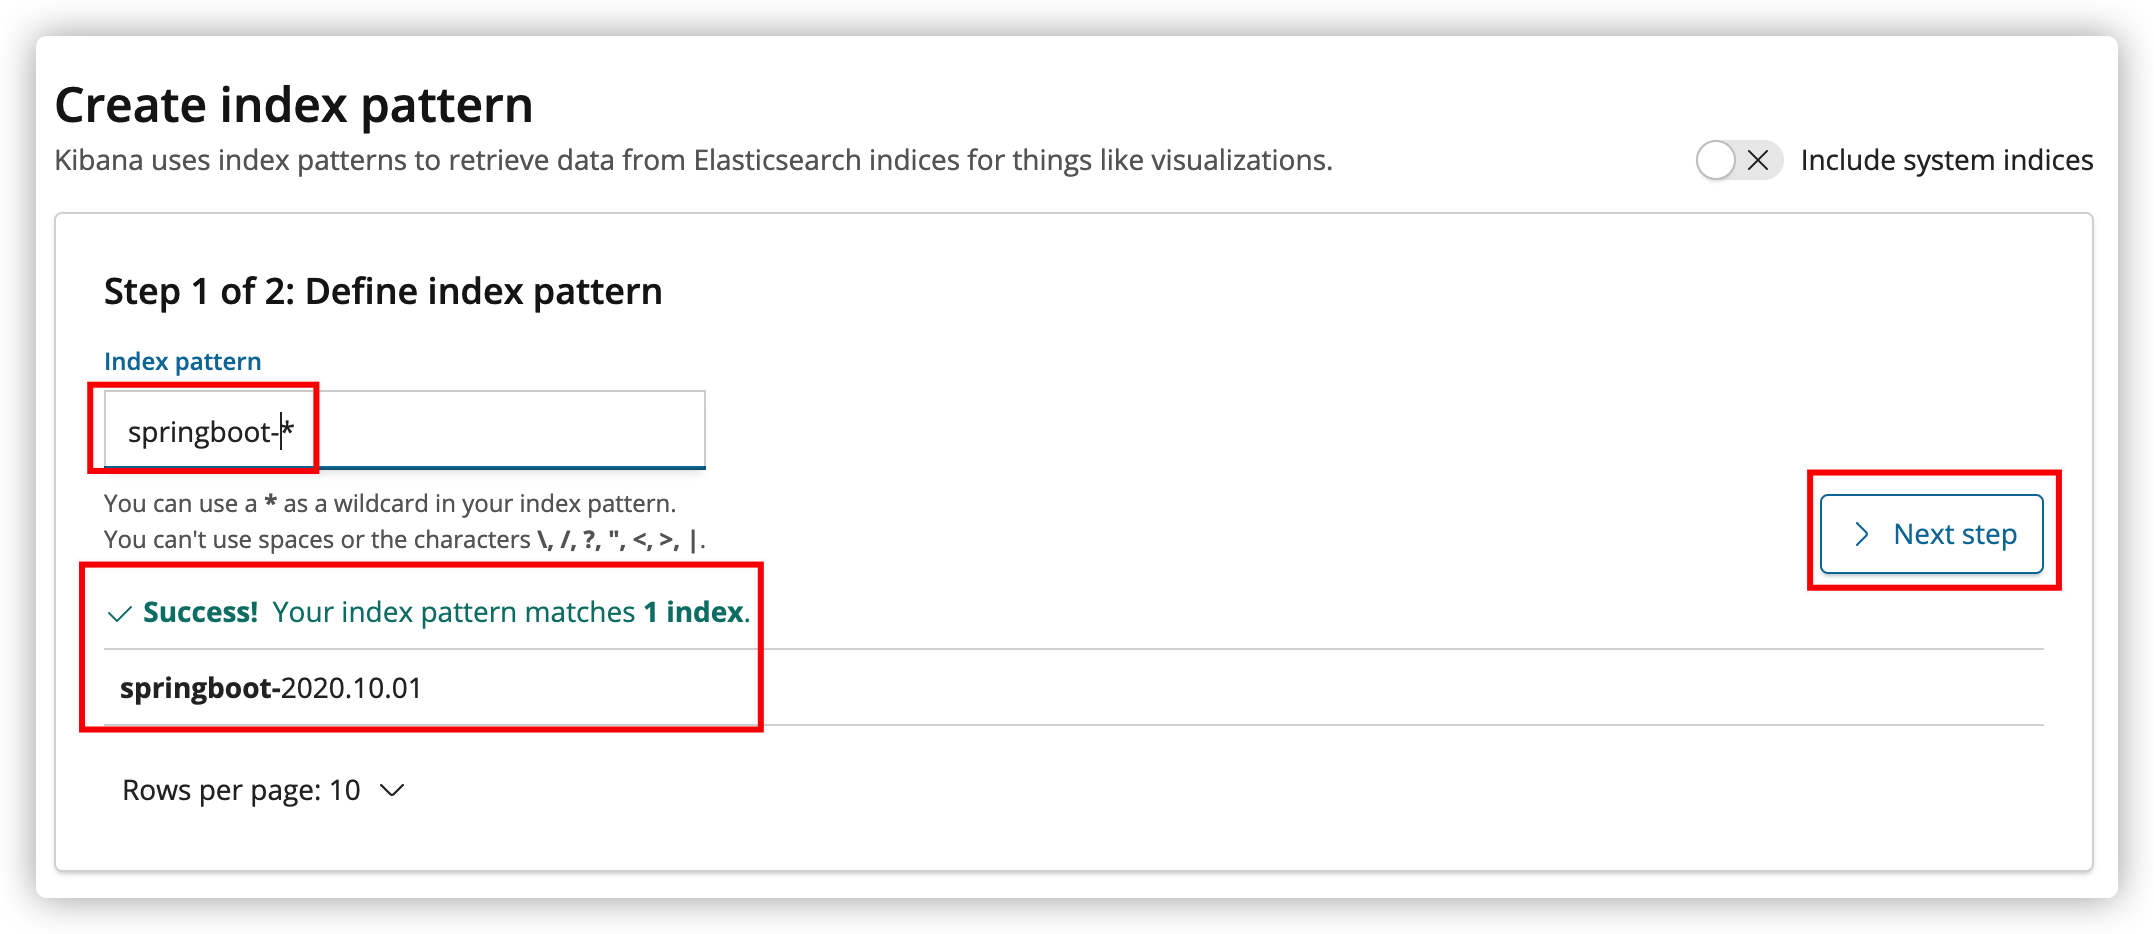 Create index pattern
Kibana uses index patterns to retrieve data from Elasticsearch indices for things like visualizations.
Include system indices
Step 1 of 2: Define index pattern
Index pattern
springboot-*
You can use a * as a wildcard in your index pattern.
You can't use spaces or the characters \, /, ?, ", <, >, |.
Next step
Success! Your index pattern matches 1 index.
springboot-2020.10.01
Rows per page: 10